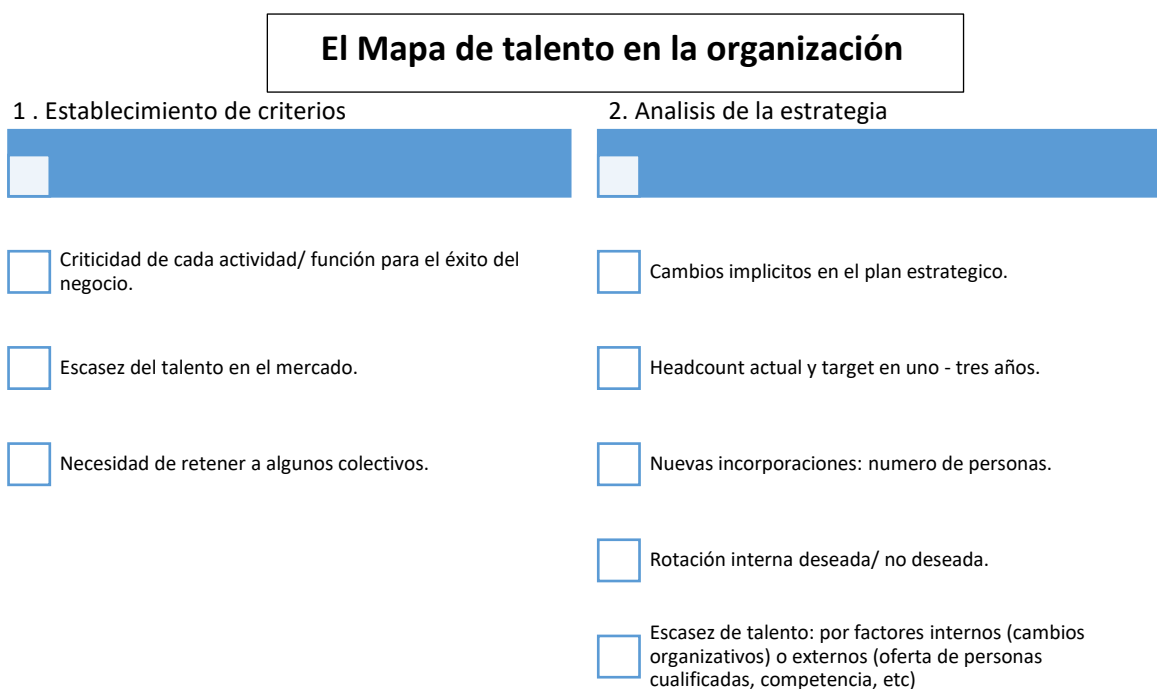 El Mapa de talento en la organización
1 . Establecimiento de criterios
Criticidad de cada actividad/ función para el éxito del
negocio.
Escasez del talento en el mercado.
Necesidad de retener a algunos colectivos.
2. Analisis de la estrategia
Cambios implicitos en el plan estrategico.
Headcount actual y target en uno - tres años.
Nuevas incorporaciones: numero de personas.
Rotación interna deseada/ no deseada.
Escasez de talento: por factores internos (cambios
organizativos) o externos (oferta de personas
cualificadas, competencia, etc)